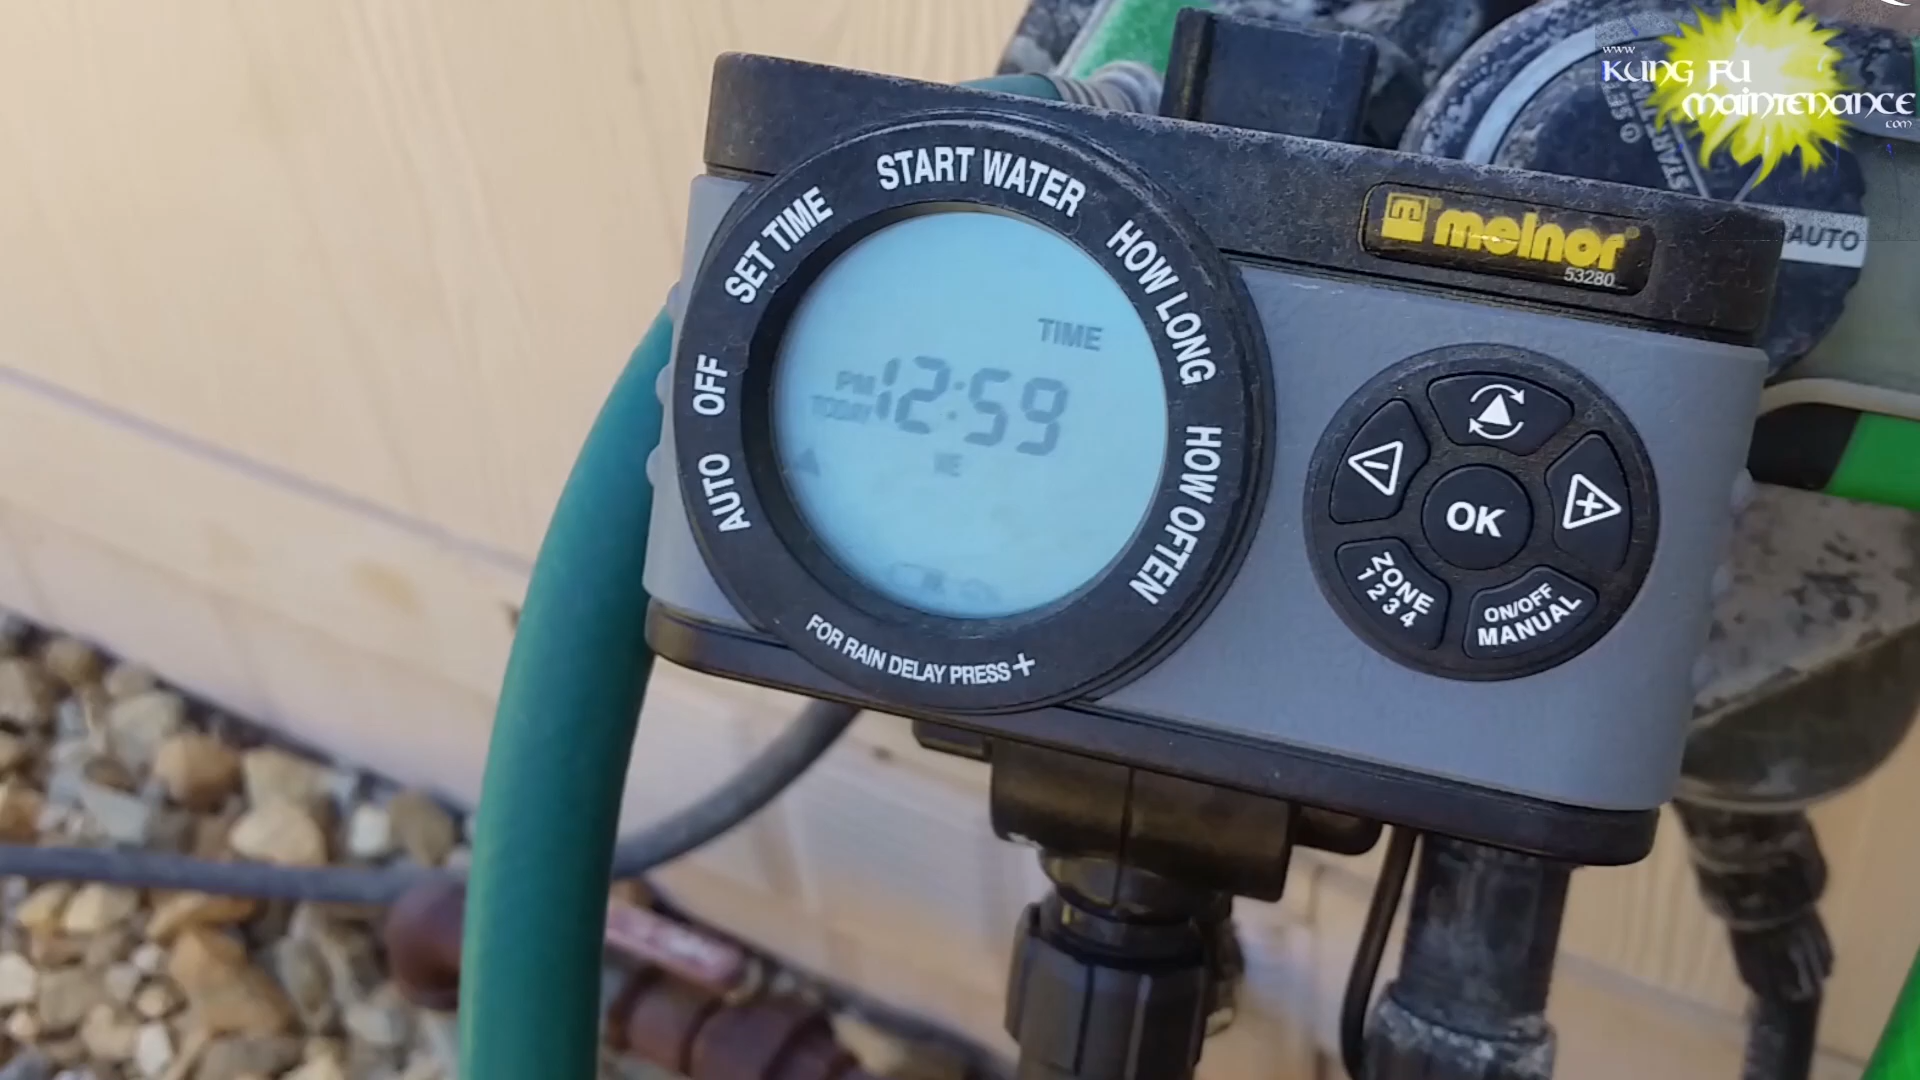 www
KUNG FU
maintenance
.com
START WATER
SET TIME
HOW LONG
OFF
AUTO
HOW OFTEN
FOR RAIN DELAY PRESS +
TIME
PM
TODAY
12:59
WE
melnor®
53280
OK
ZONE
1 2 3 4
ON/OFF
MANUAL
AUTO